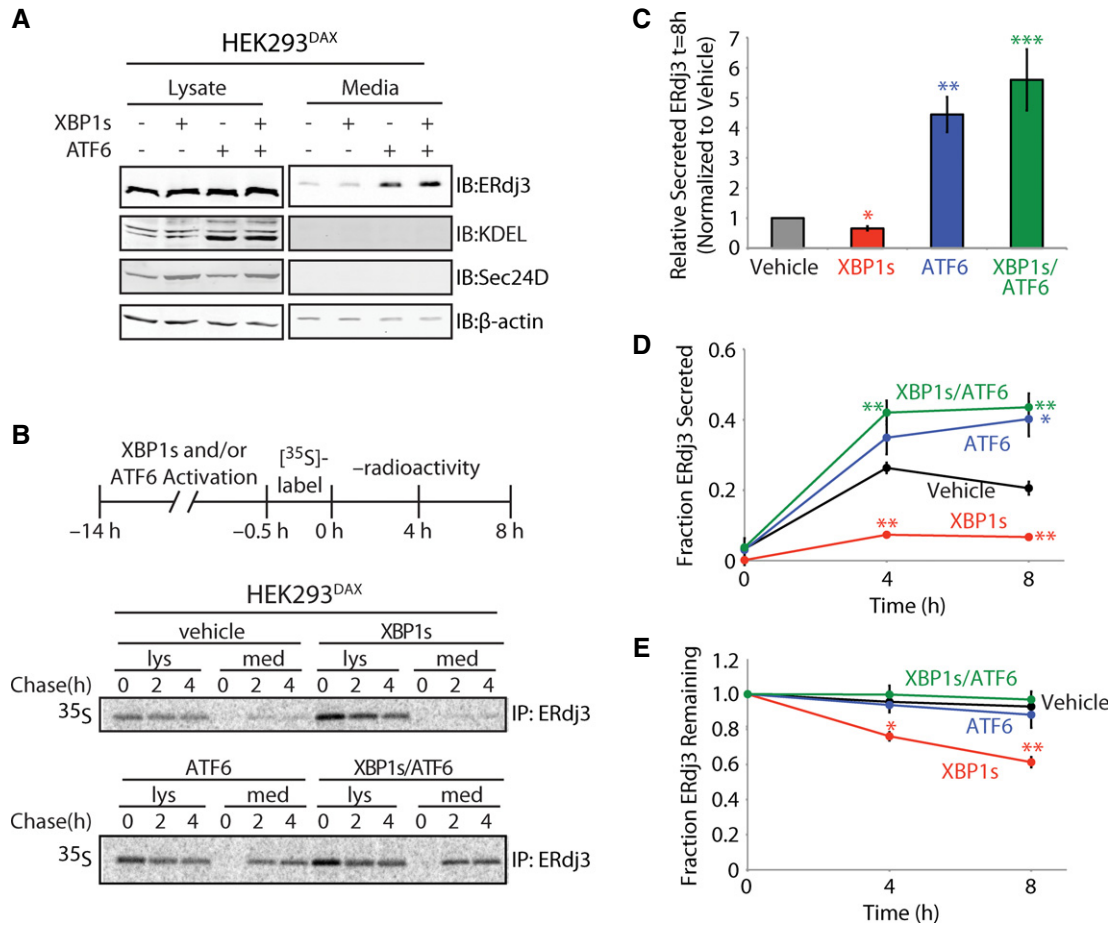 A
HEK293DAX
Lysate Media
XBP1s - + - + - + - +
ATF6 - - + + - - + +
IB:ERdj3
IB:KDEL
IB:Sec24D
IB:β-actin
B
XBP1s and/or
ATF6 Activation
[35S]-
label
–radioactivity
–14 h –0.5 h 0 h 4 h 8 h
HEK293DAX
vehicle XBP1s
lys med lys med
Chase(h) 0 2 4 0 2 4 0 2 4 0 2 4
35S IP: ERdj3
ATF6 XBP1s/ATF6
lys med lys med
Chase(h) 0 2 4 0 2 4 0 2 4 0 2 4
35S IP: ERdj3
C
Relative Secreted ERdj3 t=8h
(Normalized to Vehicle)
7
6
5
4
3
2
1
0
*
**
***
Vehicle XBP1s ATF6 XBP1s/
ATF6
D
Fraction ERdj3 Secreted
0.6
0.4
0.2
0
XBP1s/ATF6
** **
ATF6 *
Vehicle
XBP1s
** **
0 4 8
Time (h)
E
Fraction ERdj3 Remaining
1.2
1.0
0.8
0.6
0.4
0.2
0
XBP1s/ATF6
Vehicle
ATF6
* **
XBP1s
0 4 8
Time (h)